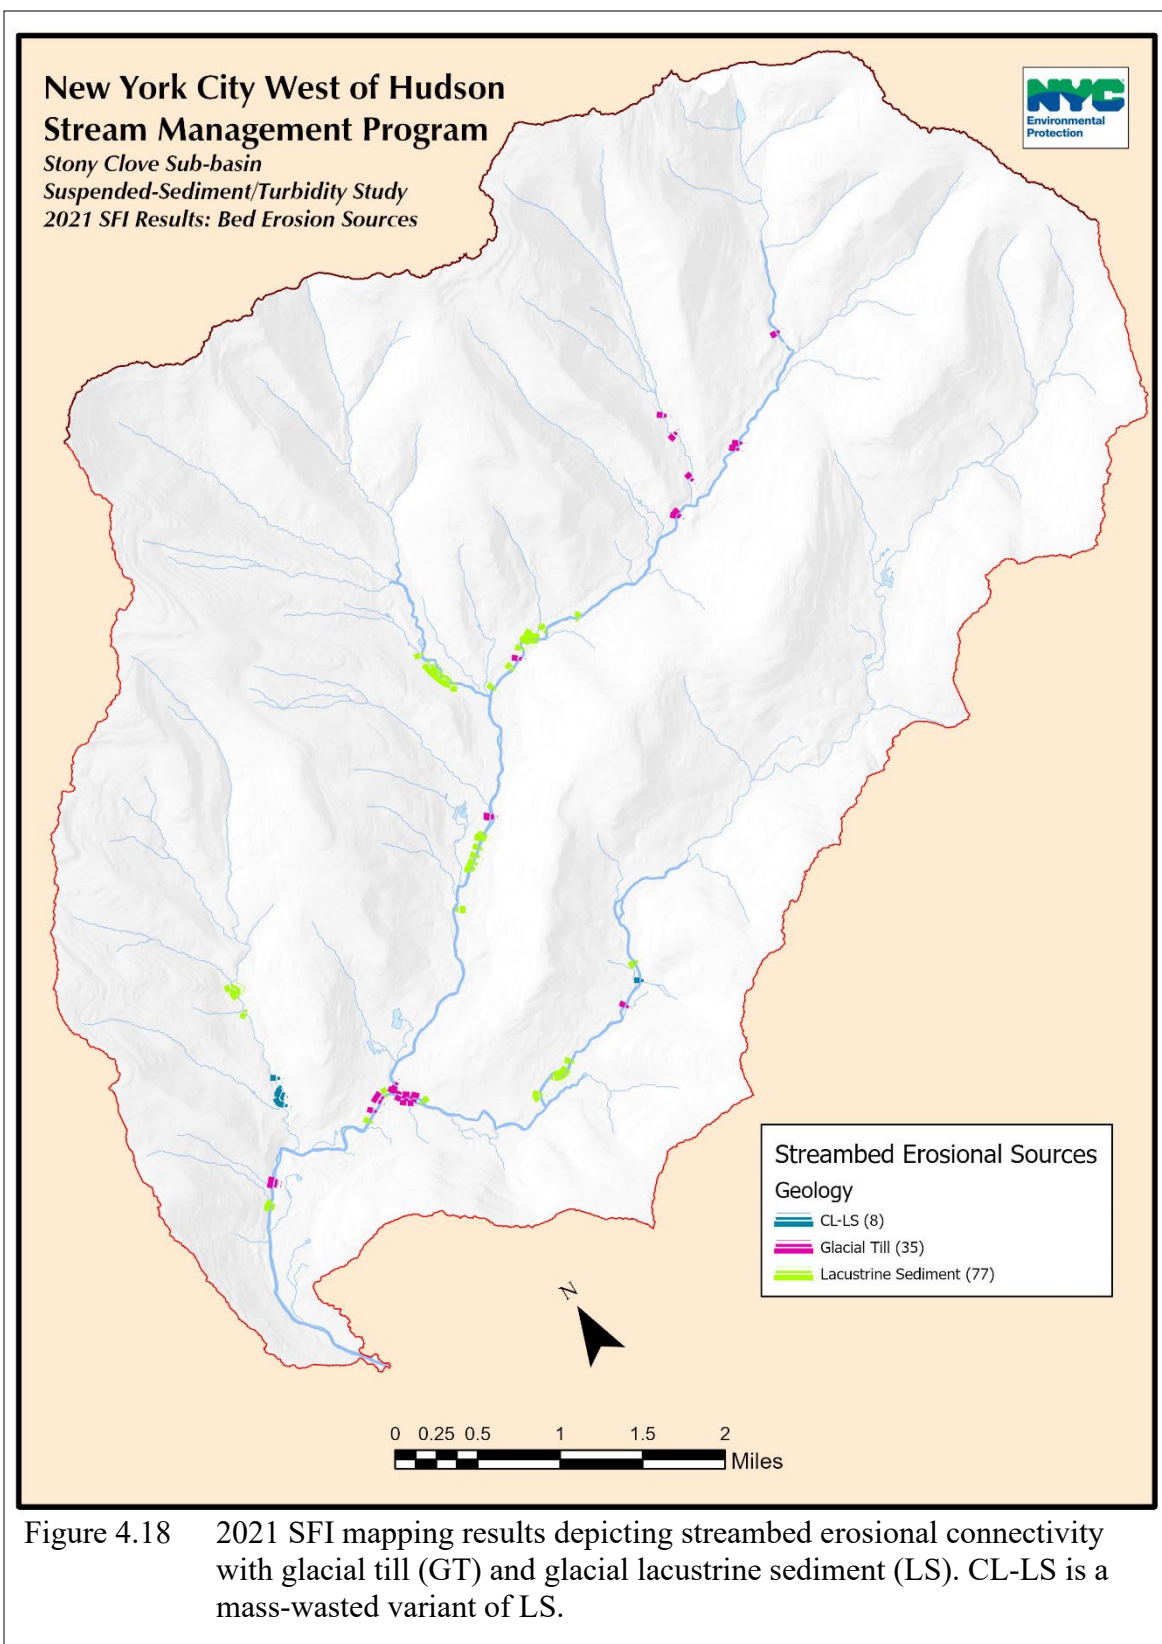 New York City West of Hudson
Stream Management Program
Stony Clove Sub-basin
Suspended-Sediment/Turbidity Study
2021 SFI Results: Bed Erosion Sources
NYC
Environmental
Protection
Streambed Erosional Sources
Geology
CL-LS (8)
Glacial Till (35)
Lacustrine Sediment (77)
N
0 0.25 0.5 1 1.5 2
Miles
Figure 4.18 2021 SFI mapping results depicting streambed erosional connectivity
with glacial till (GT) and glacial lacustrine sediment (LS). CL-LS is a
mass-wasted variant of LS.